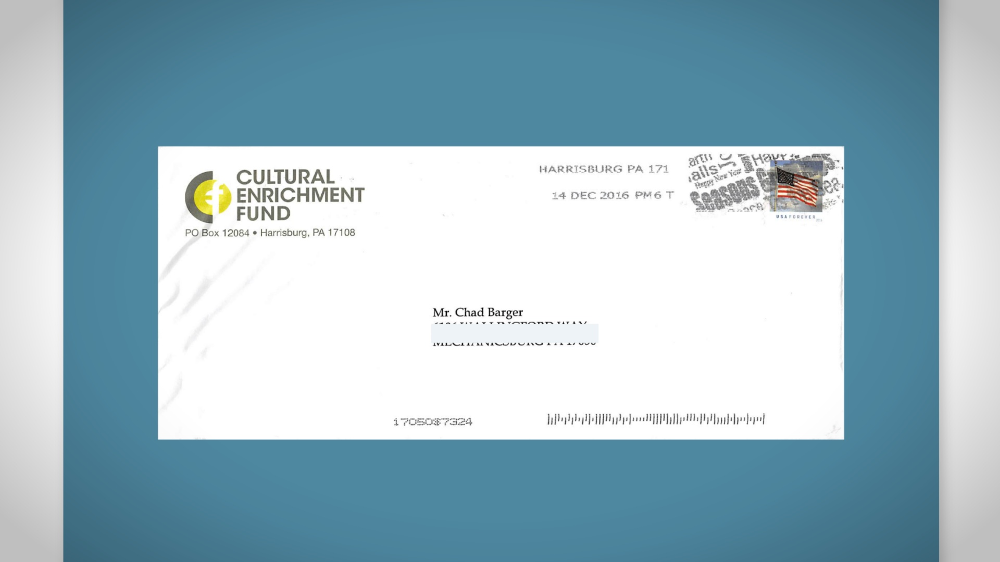 CULTURAL
ENRICHMENT
FUND
PO Box 12084 • Harrisburg, PA 17108
HARRISBURG PA 171
14 DEC 2016 PM 6 T
Happy New Year
Seasons
USA FOREVER
2016
Mr. Chad Barger
17050$7324